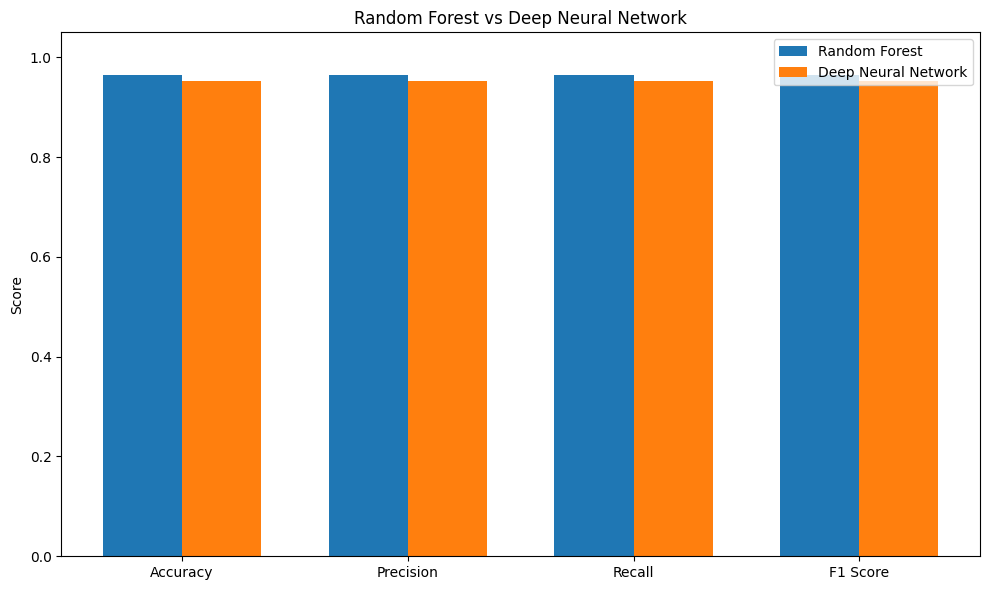 Random Forest vs Deep Neural Network
Random Forest
Deep Neural Network
Score
1.0
0.8
0.6
0.4
0.2
0.0
Accuracy
Precision
Recall
F1 Score